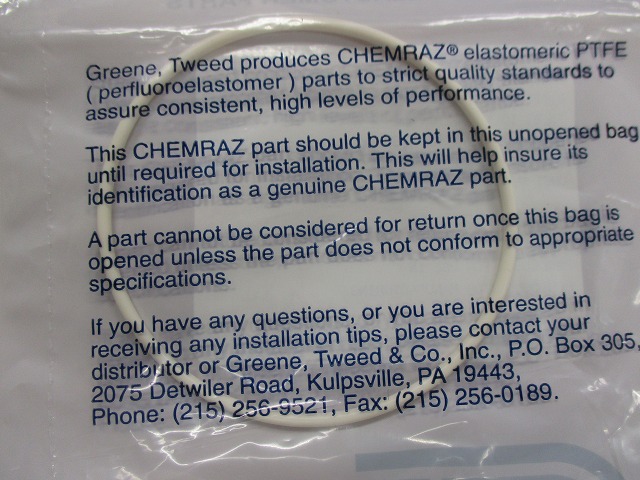 Greene, Tweed produces CHEMRAZ® elastomeric PTFE
( perfluoroelastomer ) parts to strict quality standards to
assure consistent, high levels of performance.
This CHEMRAZ part should be kept in this unopened bag
until required for installation. This will help insure its
identification as a genuine CHEMRAZ part.
A part cannot be considered for return once this bag is
opened unless the part does not conform to appropriate
specifications.
If you have any questions, or you are interested in
receiving any installation tips, please contact your
distributor or Greene, Tweed & Co., Inc., P.O. Box 305,
2075 Detwiler Road, Kulpsville, PA 19443,
Phone: (215) 256-9521, Fax: (215) 256-0189.